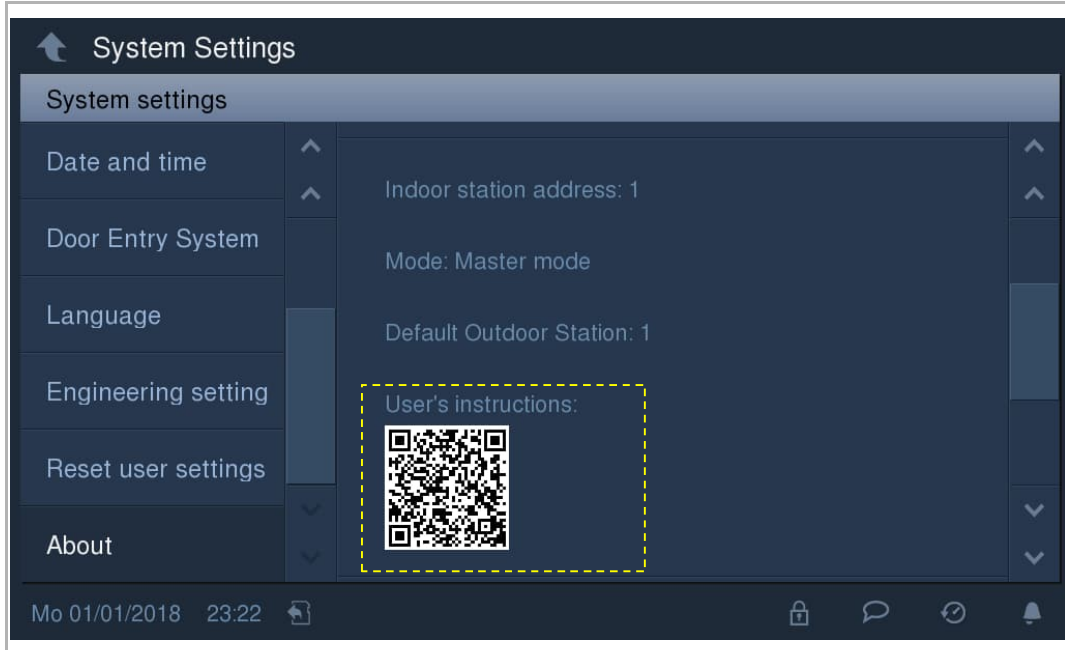 System Settings
System settings
Date and time
Door Entry System
Language
Engineering setting
Reset user settings
About
Indoor station address: 1
Mode: Master mode
Default Outdoor Station: 1
User's instructions:
Mo 01/01/2018 23:22